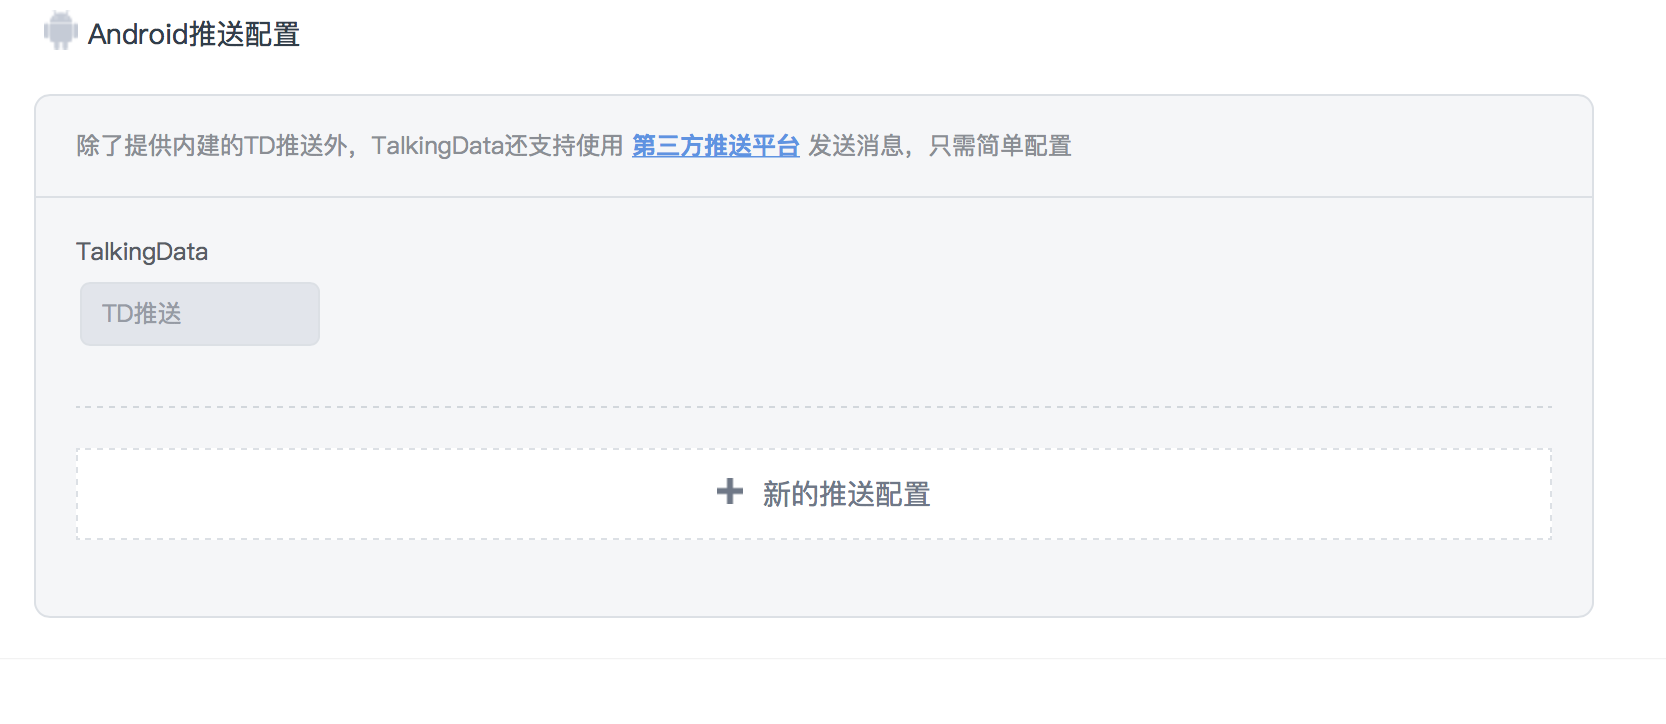 Android推送配置
除了提供内建的TD推送外，TalkingData还支持使用 第三方推送平台 发送消息，只需简单配置
TalkingData
TD推送
+ 新的推送配置